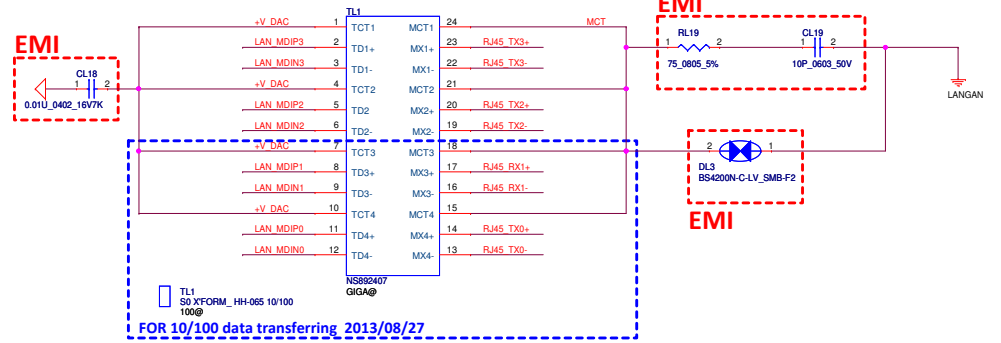 EMI
TL1
+V_DAC 1 TCT1 MCT1 24 MCT
LAN_MDIP3 2 TD1+ MX1+ 23 RJ45_TX3+
LAN_MDIN3 3 TD1- MX1- 22 RJ45_TX3-
+V_DAC 4 TCT2 MCT2 21
LAN_MDIP2 5 TD2 MX2+ 20 RJ45_TX2+
LAN_MDIN2 6 TD2- MX2- 19 RJ45_TX2-
+V_DAC 7 TCT3 MCT3 18
LAN_MDIP1 8 TD3+ MX3+ 17 RJ45_RX1+
LAN_MDIN1 9 TD3- MX3- 16 RJ45_RX1-
+V_DAC 10 TCT4 MCT4 15
LAN_MDIP0 11 TD4+ MX4+ 14 RJ45_TX0+
LAN_MDIN0 12 TD4- MX4- 13 RJ45_TX0-
NS892407
GIGA@
EMI
CL18
1 2
0.01U_0402_16V7K
RL19
1 2
75_0805_5%
CL19
1 2
10P_0603_50V
LANGAN
2 1
DL3
BS4200N-C-LV_SMB-F2
EMI
TL1
S0 X'FORM_ HH-065 10/100
100@
FOR 10/100 data transferring 2013/08/27